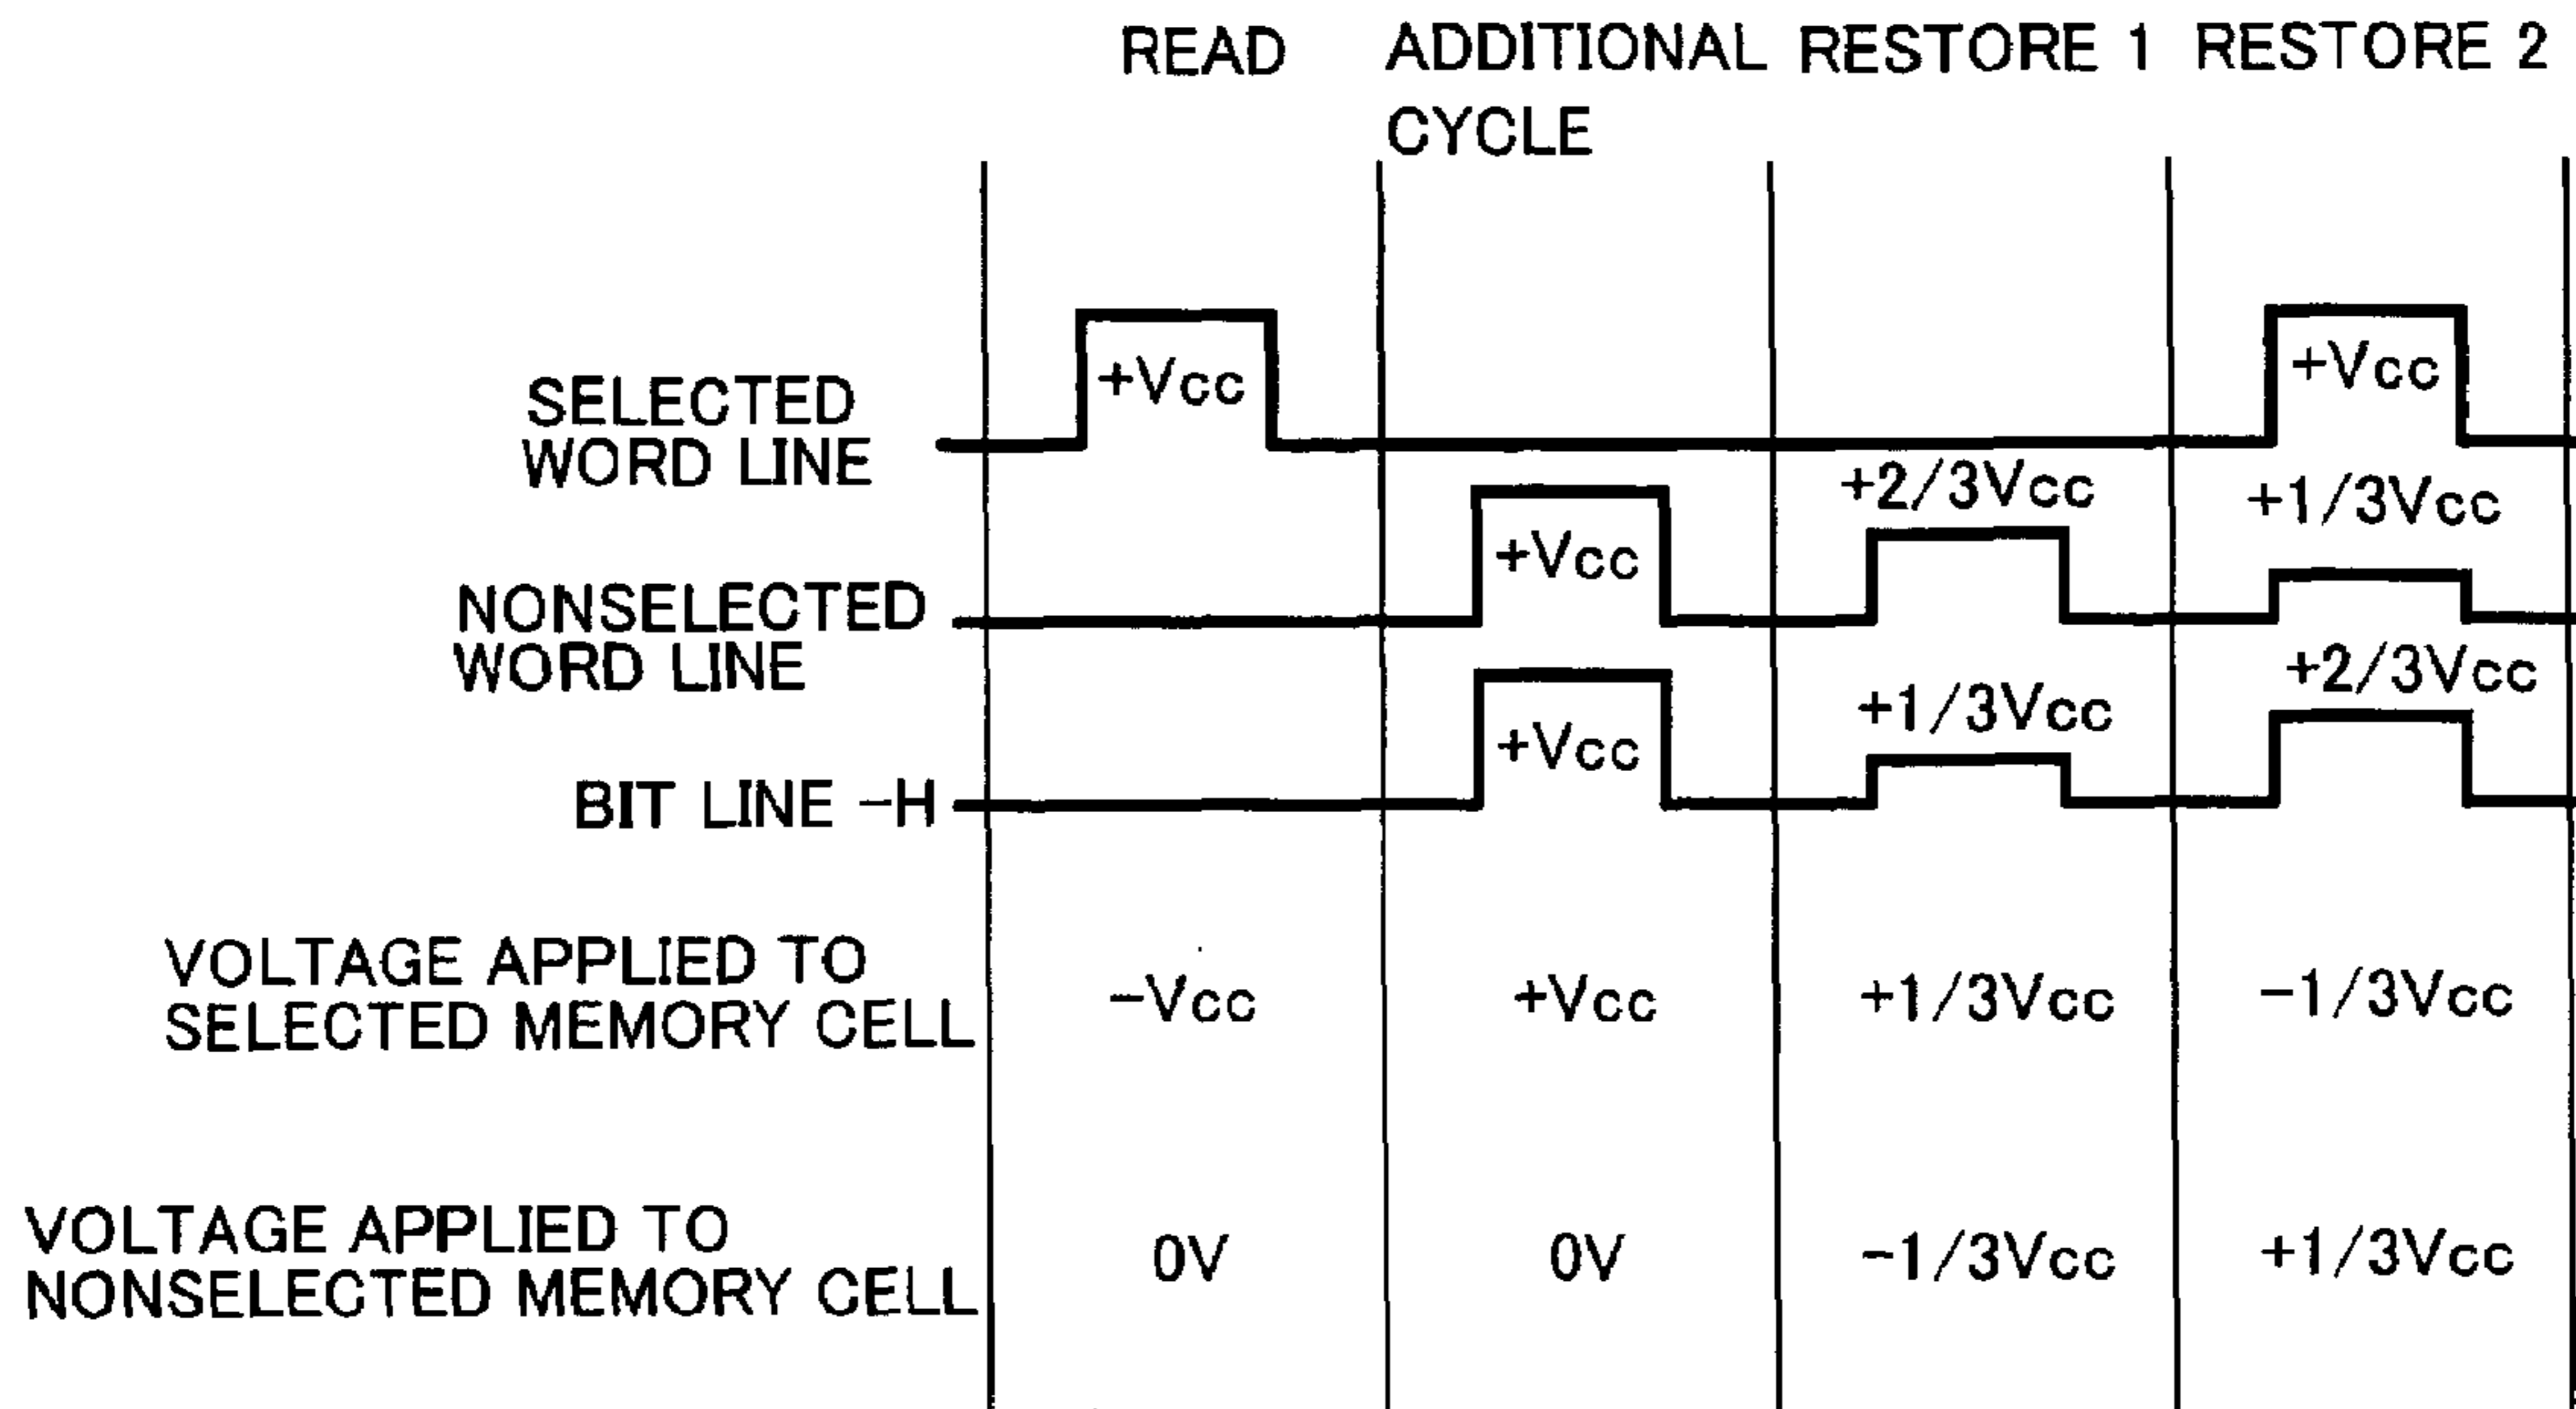 READ ADDITIONAL RESTORE 1 RESTORE 2
CYCLE
+Vcc +Vcc
SELECTED
WORD LINE
+2/3Vcc +1/3Vcc
+Vcc
NONSELECTED
WORD LINE
+2/3Vcc
+1/3Vcc
+Vcc
BIT LINE -H
VOLTAGE APPLIED TO
SELECTED MEMORY CELL
-Vcc +Vcc +1/3Vcc -1/3Vcc
VOLTAGE APPLIED TO
NONSELECTED MEMORY CELL
0V 0V -1/3Vcc +1/3Vcc